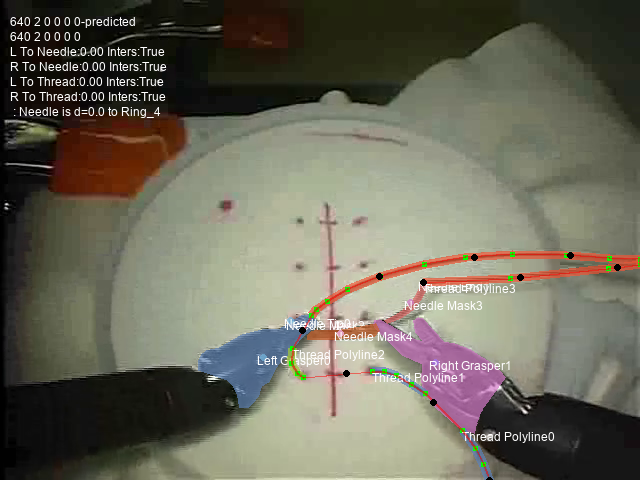 640 2 0 0 0 0-predicted
640 2 0 0 0 0
L To Needle:0.00 Inters:True
R To Needle:0.00 Inters:True
L To Thread:0.00 Inters:True
R To Thread:0.00 Inters:True
: Needle is d=0.0 to Ring_4
Thread Polyline3
Needle Mask3
Needle Mask4
Thread Polyline2
Left Grasper0
Right Grasper1
Thread Polyline1
Thread Polyline0